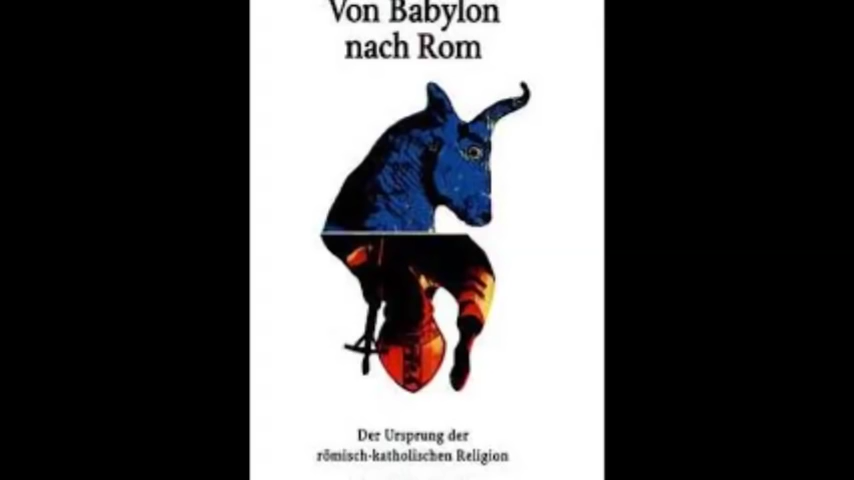 Von Babylon
nach Rom
Der Ursprung der
römisch-katholischen Religion